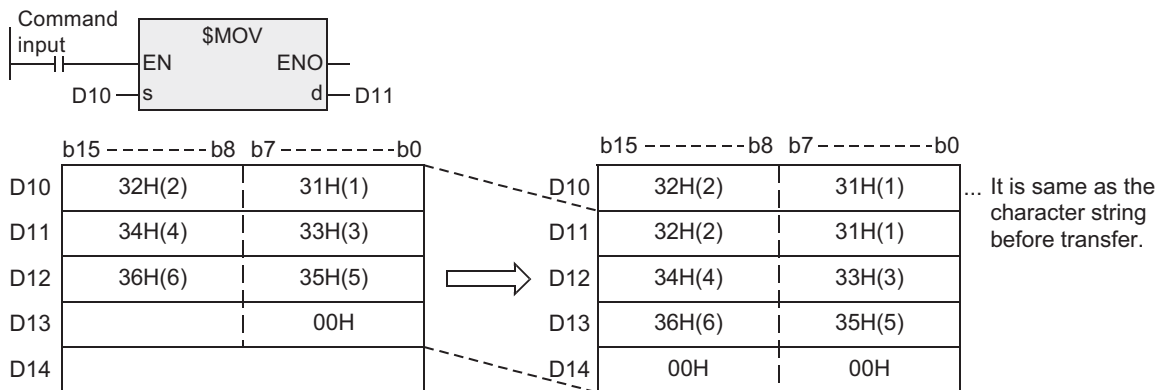 Command
input
$MOV
EN ENO
D10 s d D11
b15 - - - - - - - b8 b7 - - - - - - - - -b0
D10 32H(2) 31H(1)
D11 34H(4) 33H(3)
D12 36H(6) 35H(5)
D13 00H
D14
b15 - - - - - - -b8 b7 - - - - - - - - -b0
D10 32H(2) 31H(1) ... It is same as the
character string
before transfer.
D11 32H(2) 31H(1)
D12 34H(4) 33H(3)
D13 36H(6) 35H(5)
D14 00H 00H